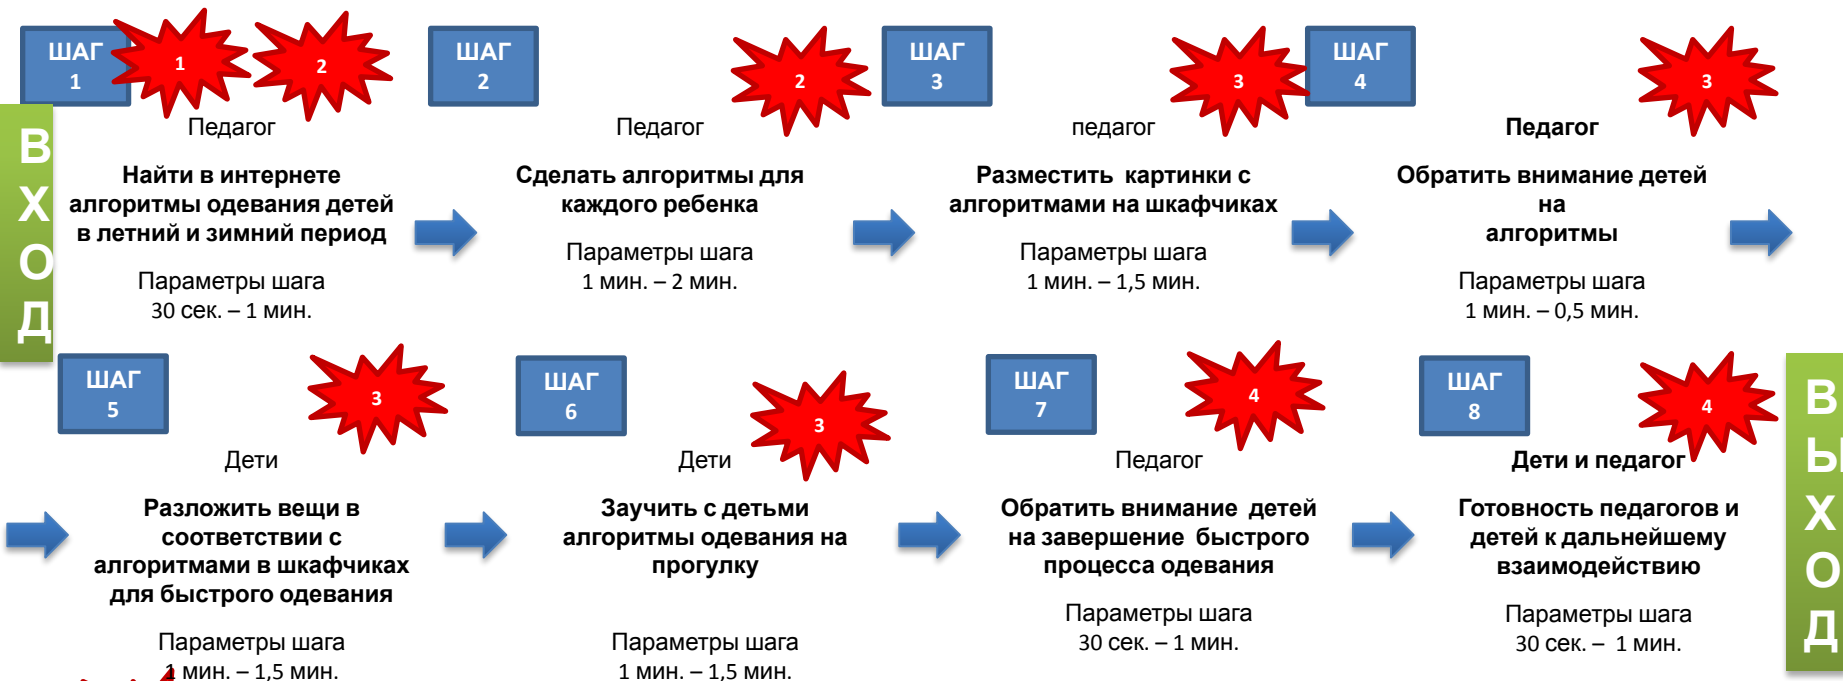 ШАГ
1
1
2
ШАГ
2
2
ШАГ
3
3
ШАГ
4
3
ВХОД
Педагог
Найти в интернете
алгоритмы одевания детей
в летний и зимний период
Параметры шага
30 сек. – 1 мин.
Педагог
Сделать алгоритмы для
каждого ребенка
Параметры шага
1 мин. – 2 мин.
педагог
Разместить картинки с
алгоритмами на шкафчиках
Параметры шага
1 мин. – 1,5 мин.
Педагог
Обратить внимание детей
на
алгоритмы
Параметры шага
1 мин. – 0,5 мин.
ШАГ
5
3
Дети
Разложить вещи в
соответствии с
алгоритмами в шкафчиках
для быстрого одевания
Параметры шага
1 мин. – 1,5 мин.
ШАГ
6
3
Дети
Заучить с детьми
алгоритмы одевания на
прогулку
Параметры шага
1 мин. – 1,5 мин.
ШАГ
7
4
Педагог
Обратить внимание детей
на завершение быстрого
процесса одевания
Параметры шага
30 сек. – 1 мин.
ШАГ
8
4
Дети и педагог
Готовность педагогов и
детей к дальнейшему
взаимодействию
Параметры шага
30 сек. – 1 мин.
ВЫХОД